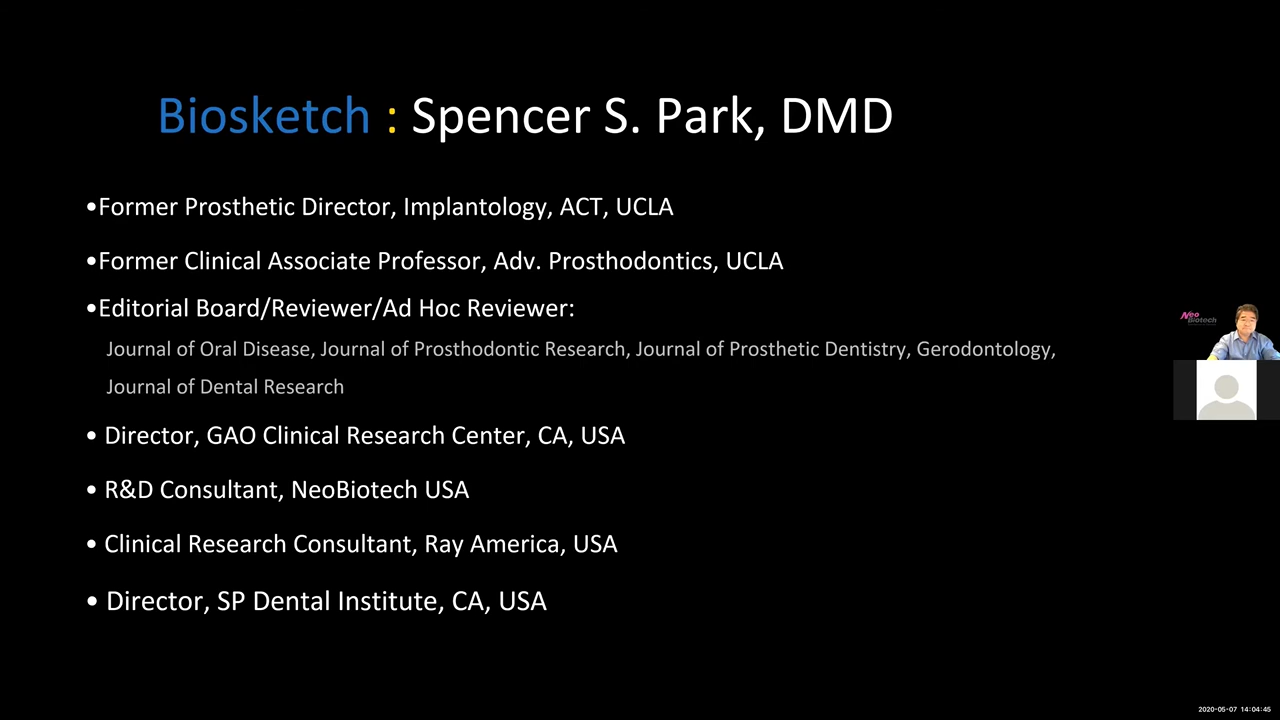 Biosketch : Spencer S. Park, DMD
•Former Prosthetic Director, Implantology, ACT, UCLA
•Former Clinical Associate Professor, Adv. Prosthodontics, UCLA
•Editorial Board/Reviewer/Ad Hoc Reviewer:
Journal of Oral Disease, Journal of Prosthodontic Research, Journal of Prosthetic Dentistry, Gerodontology,
Journal of Dental Research
• Director, GAO Clinical Research Center, CA, USA
• R&D Consultant, NeoBiotech USA
• Clinical Research Consultant, Ray America, USA
• Director, SP Dental Institute, CA, USA
Neo
Biotech
2020-05-07 14:04:45